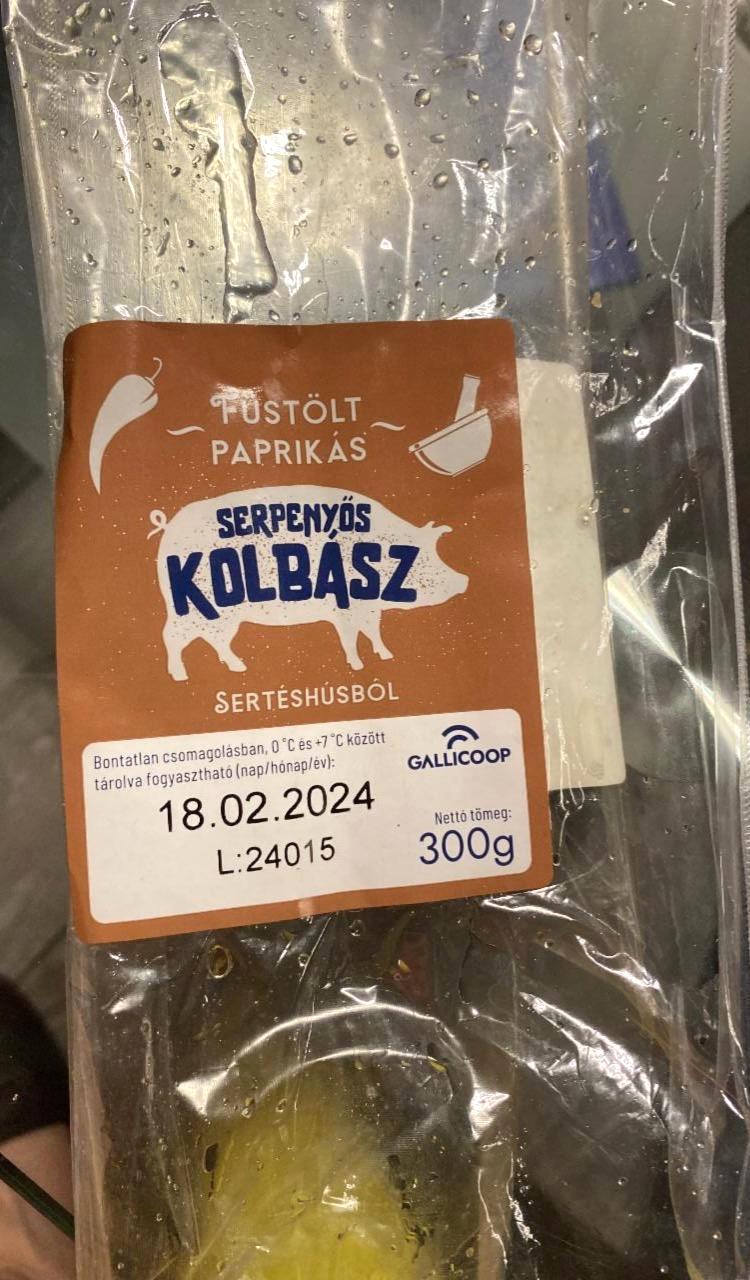 FÜSTÖLT
PAPRIKÁS
SERPENYŐS
KOLBÁSZ
SERTÉSHÚSBÓL
Bontatlan csomagolásban, 0 °C és +7 °C között
tárolva fogyasztható (nap/hónap/év):
18.02.2024
L:24015
GALLICOOP
Nettó tömeg:
300g